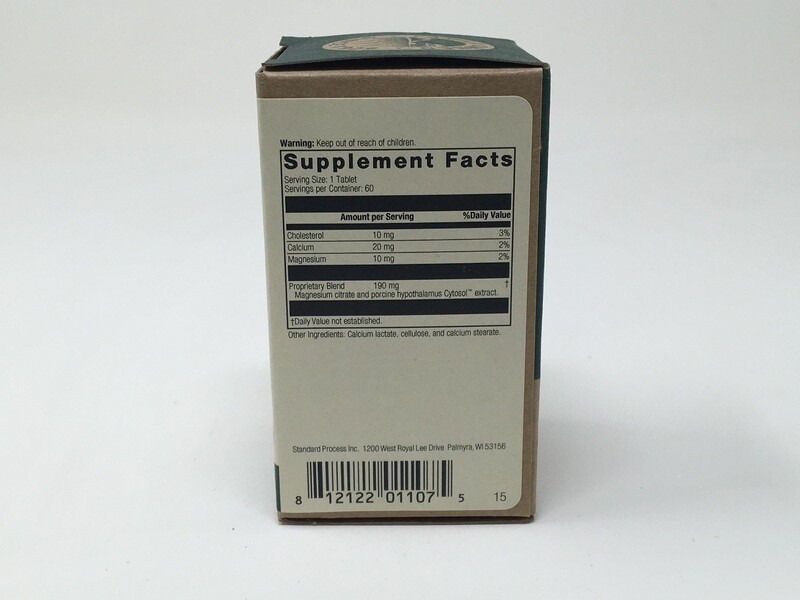 Warning: Keep out of reach of children.
Supplement Facts
Serving Size: 1 Tablet
Servings per Container: 60
Amount per Serving %Daily Value
Cholesterol 10 mg 3%
Calcium 20 mg 2%
Magnesium 10 mg 2%
Proprietary Blend 190 mg †
Magnesium citrate and porcine hypothalamus Cytosol™ extract.
†Daily Value not established.
Other Ingredients: Calcium lactate, cellulose, and calcium stearate.
Standard Process Inc. 1200 West Royal Lee Drive Palmyra, WI 53156
8 12122 01107 5 15